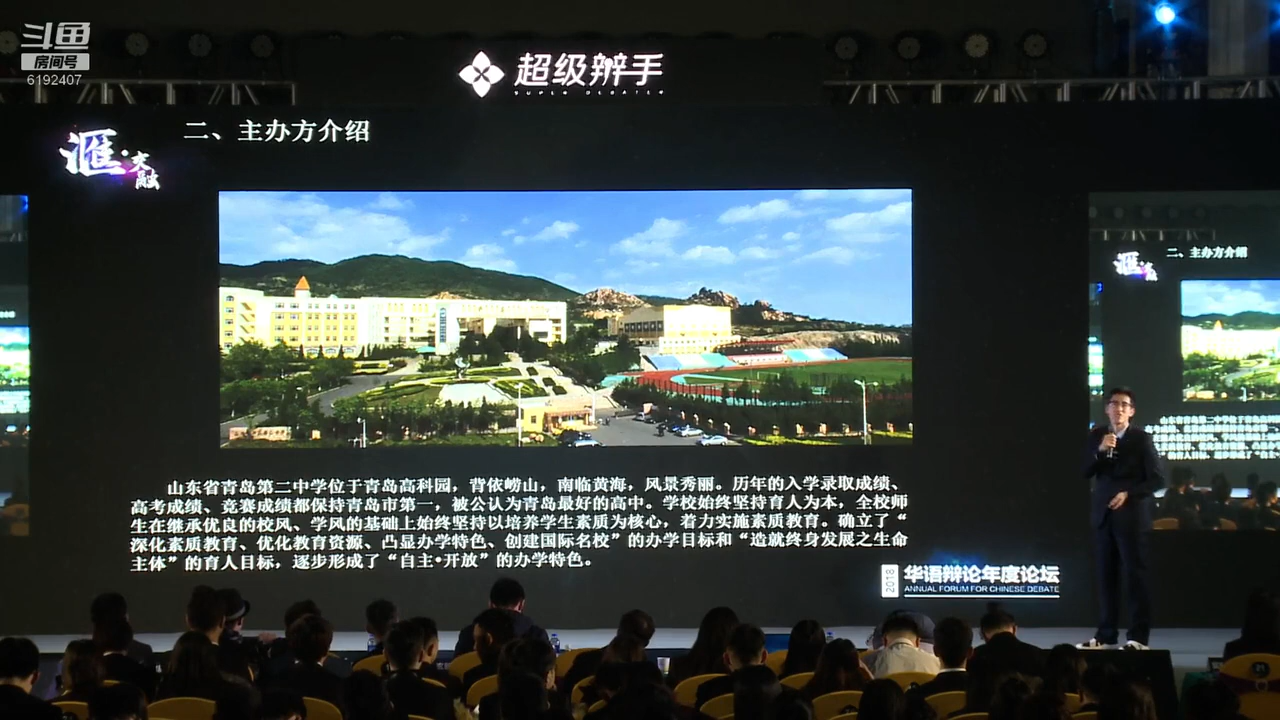 斗鱼
房间号
6192407
超级辩手
SUPER DEBATER
二、主办方介绍
滙·交融
山东省青岛第二中学位于青岛高科园，背依崂山，南临黄海，风景秀丽。历年的入学录取成绩、
高考成绩、竞赛成绩都保持青岛市第一，被公认为青岛最好的高中。学校始终坚持育人为本，全校师
生在继承优良的校风、学风的基础上始终坚持以培养学生素质为核心，着力实施素质教育。确立了“
深化素质教育、优化教育资源、凸显办学特色、创建国际名校”的办学目标和“造就终身发展之生命
主体”的育人目标，逐步形成了“自主·开放”的办学特色。
2018
华语辩论年度论坛
ANNUAL FORUM FOR CHINESE DEBATE
二、主办方介绍